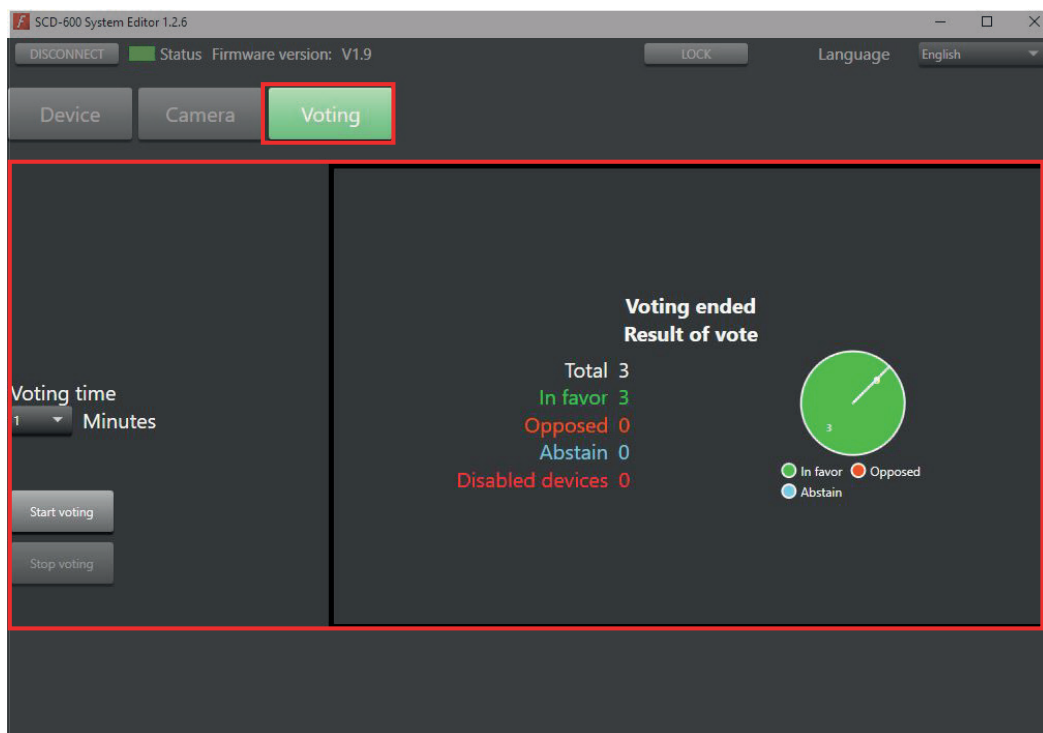 SCD-600 System Editor 1.2.6
DISCONNECT Status Firmware version: V1.9 LOCK Language English
Device Camera Voting
Voting ended
Result of vote
Total 3
In favor 3
Opposed 0
Abstain 0
Disabled devices 0
Voting time
1 Minutes
Start voting
Stop voting
0
3
In favor Opposed
Abstain